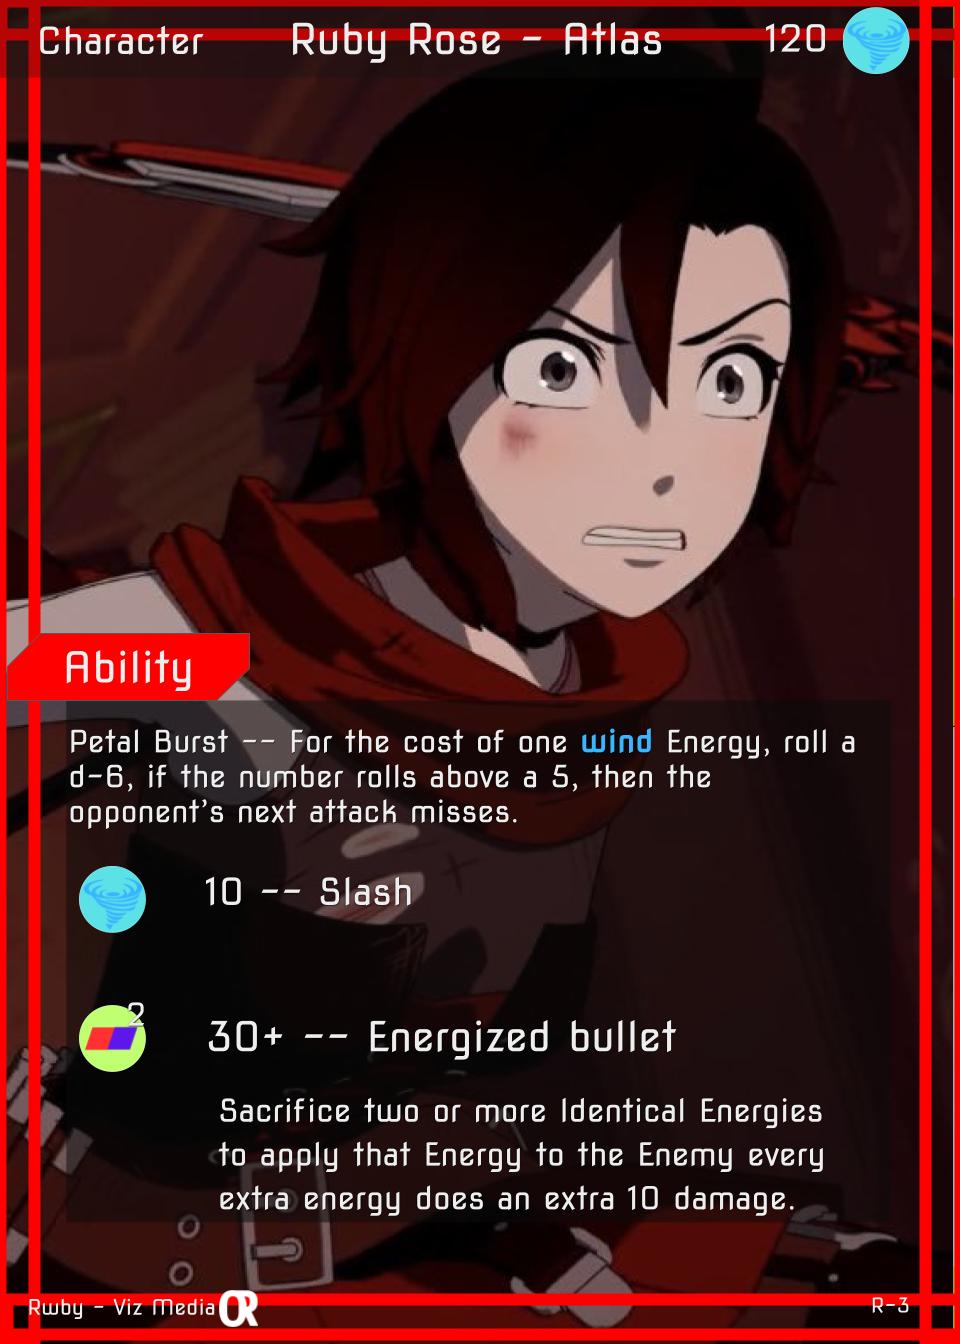 Character Ruby Rose - Atlas 120
Ability
Petal Burst -- For the cost of one wind Energy, roll a
d-6, if the number rolls above a 5, then the
opponent's next attack misses.
10 -- Slash
2
30+ -- Energized bullet
Sacrifice two or more Identical Energies
to apply that Energy to the Enemy every
extra energy does an extra 10 damage.
Rwby - Viz Media R-3